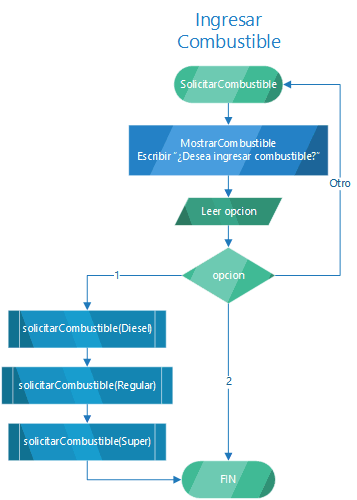 Ingresar
Combustible
SolicitarCombustible
MostrarCombustible
Escribir "¿Desea ingresar combustible?"
Otro
Leer opcion
opcion
1
solicitarCombustible(Diesel)
2
solicitarCombustible(Regular)
solicitarCombustible(Super)
FIN